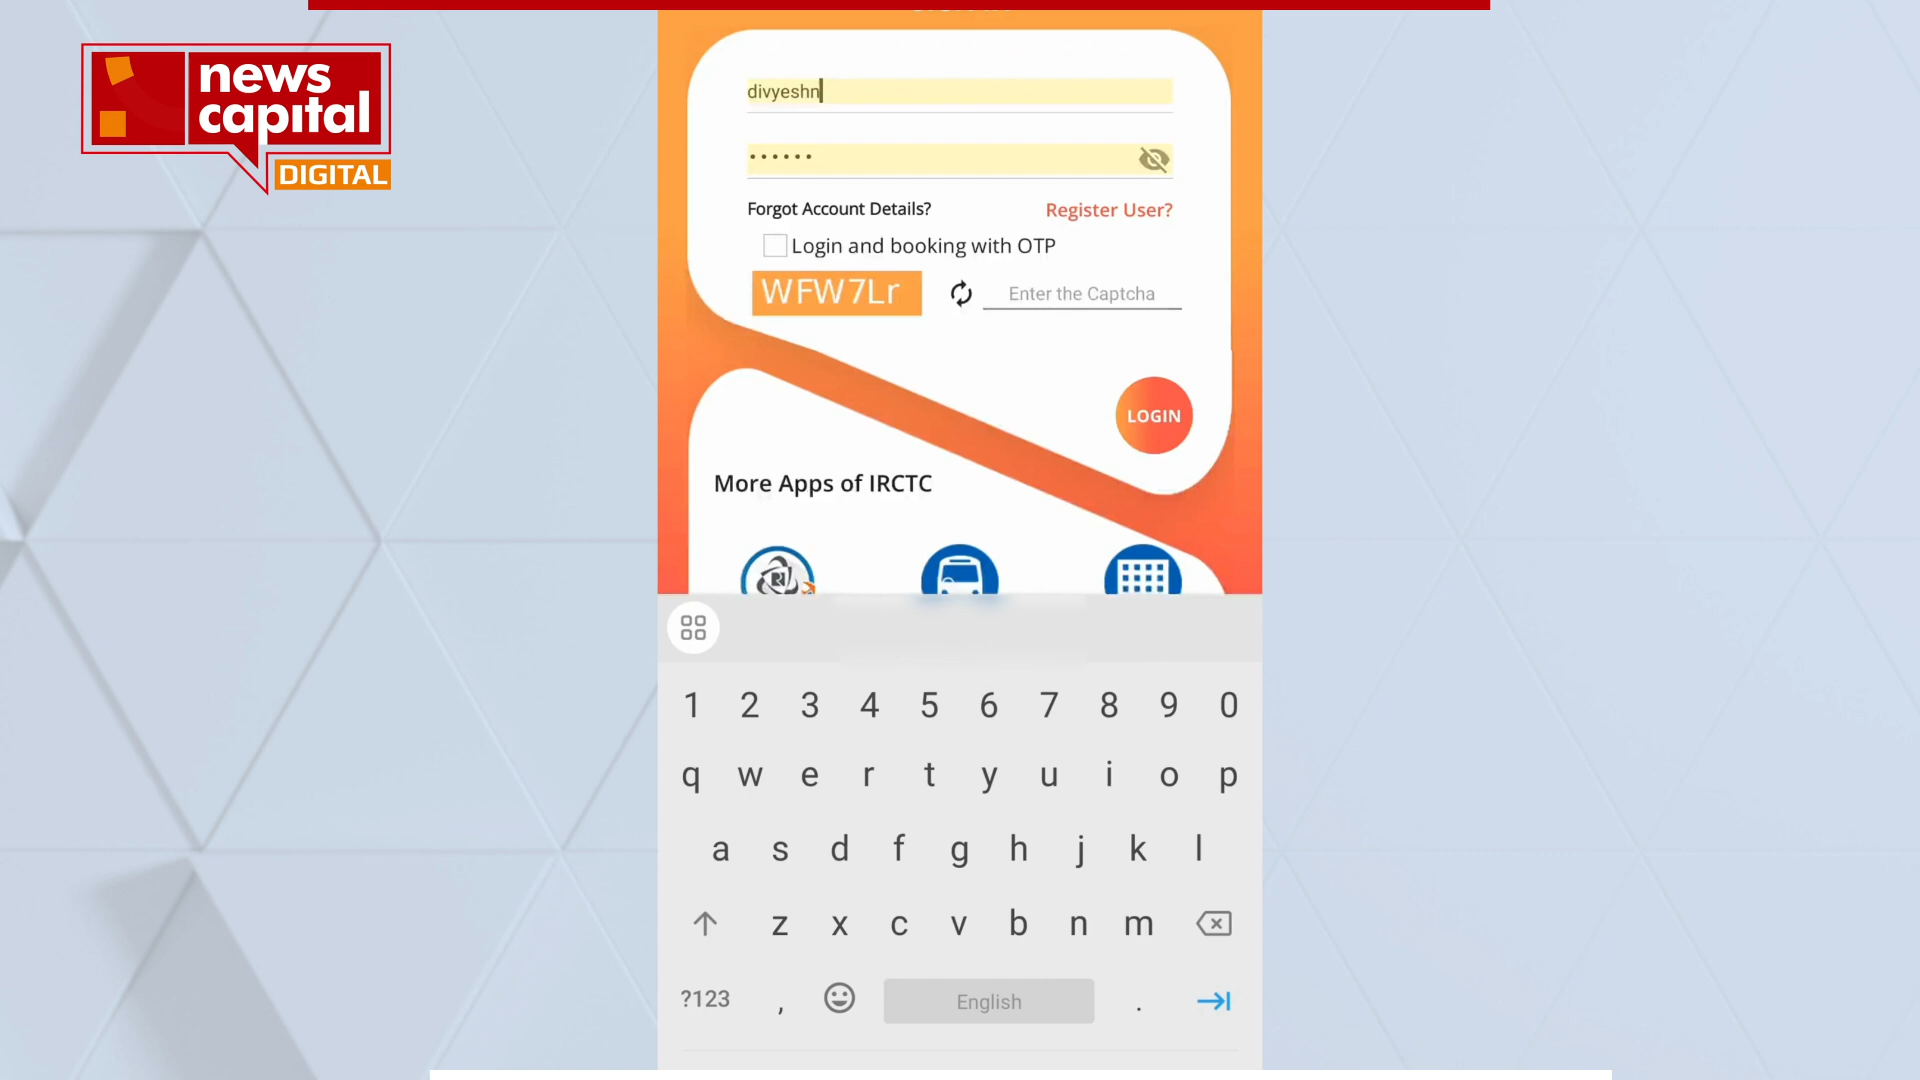 news
capital
DIGITAL
divyeshn
Forgot Account Details?
Register User?
Login and booking with OTP
WFW7Lr
Enter the Captcha
LOGIN
More Apps of IRCTC
1 2 3 4 5 6 7 8 9 0
q w e r t y u i o p
a s d f g h j k l
z x c v b n m
?123 , English .